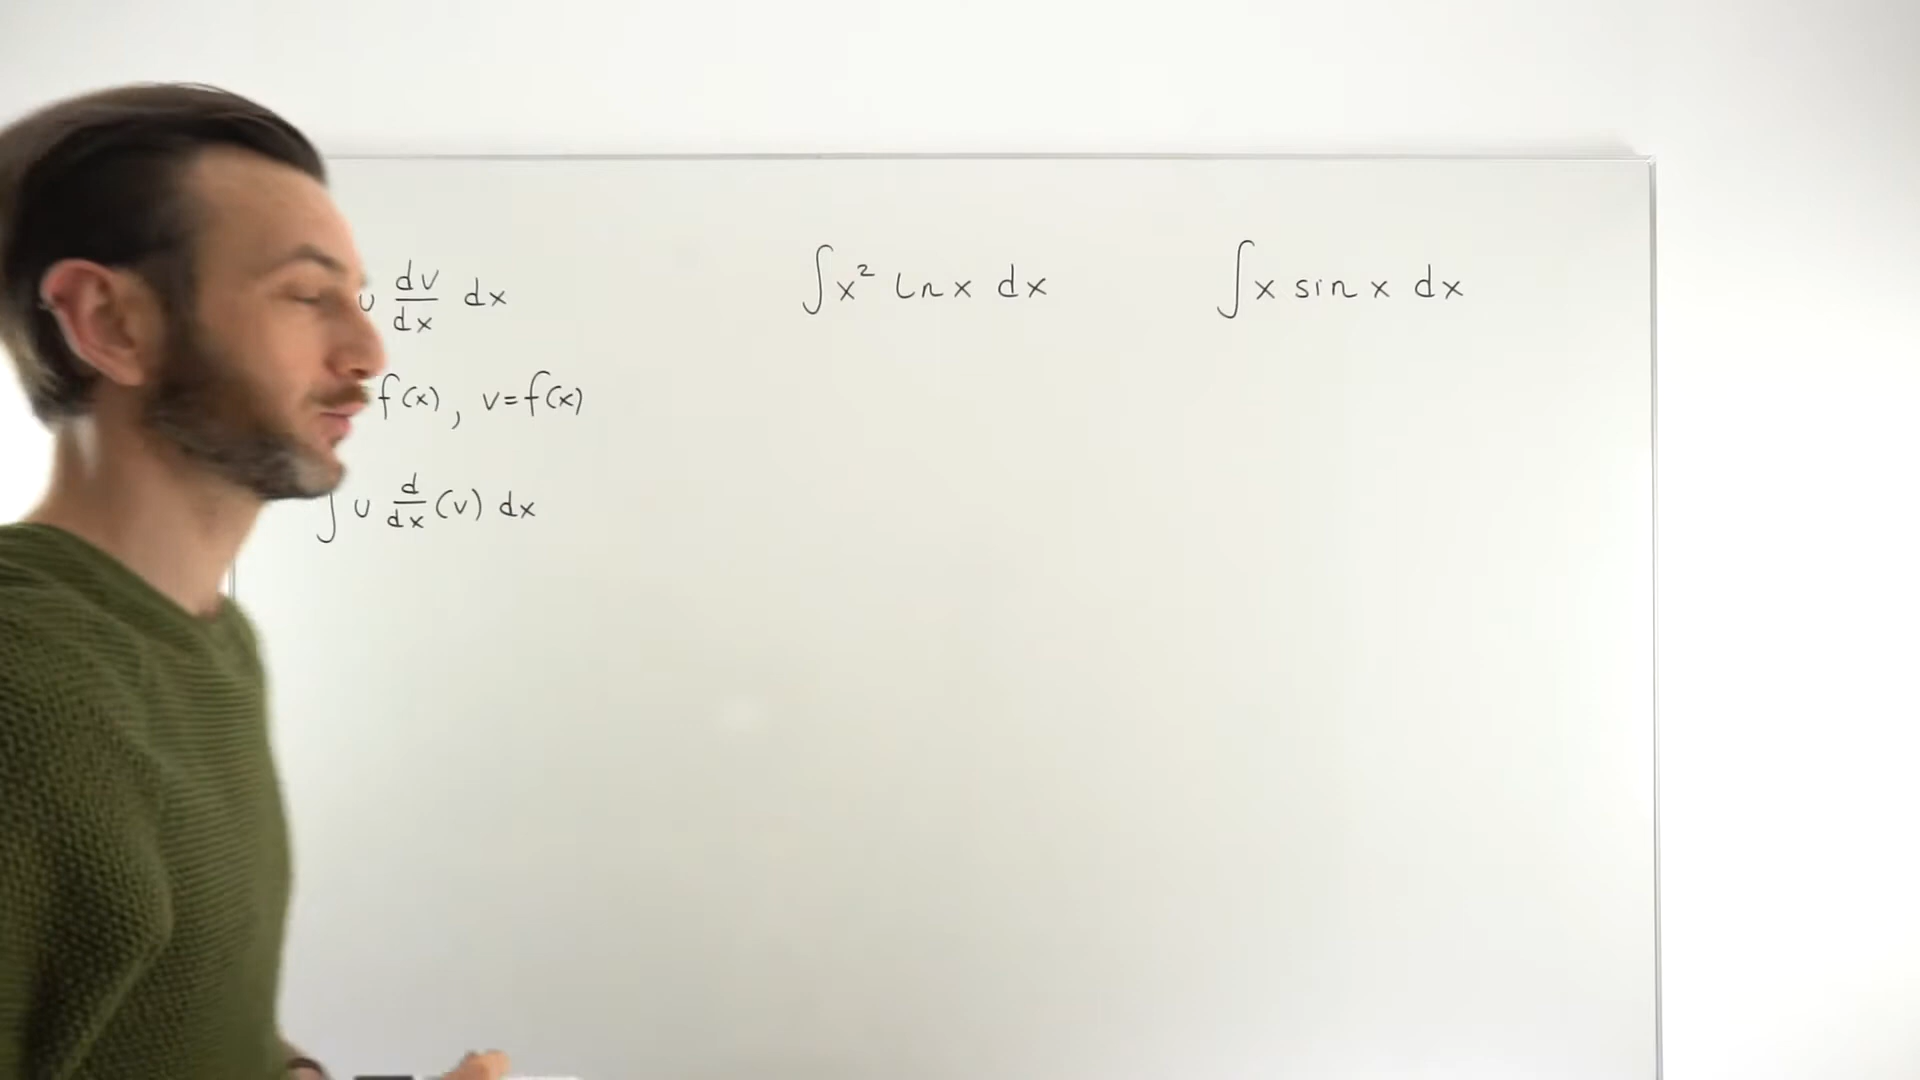 u dv/dx dx
f(x), v=f(x)
∫ u d/dx (v) dx
∫x² ln x dx
∫x sin x dx